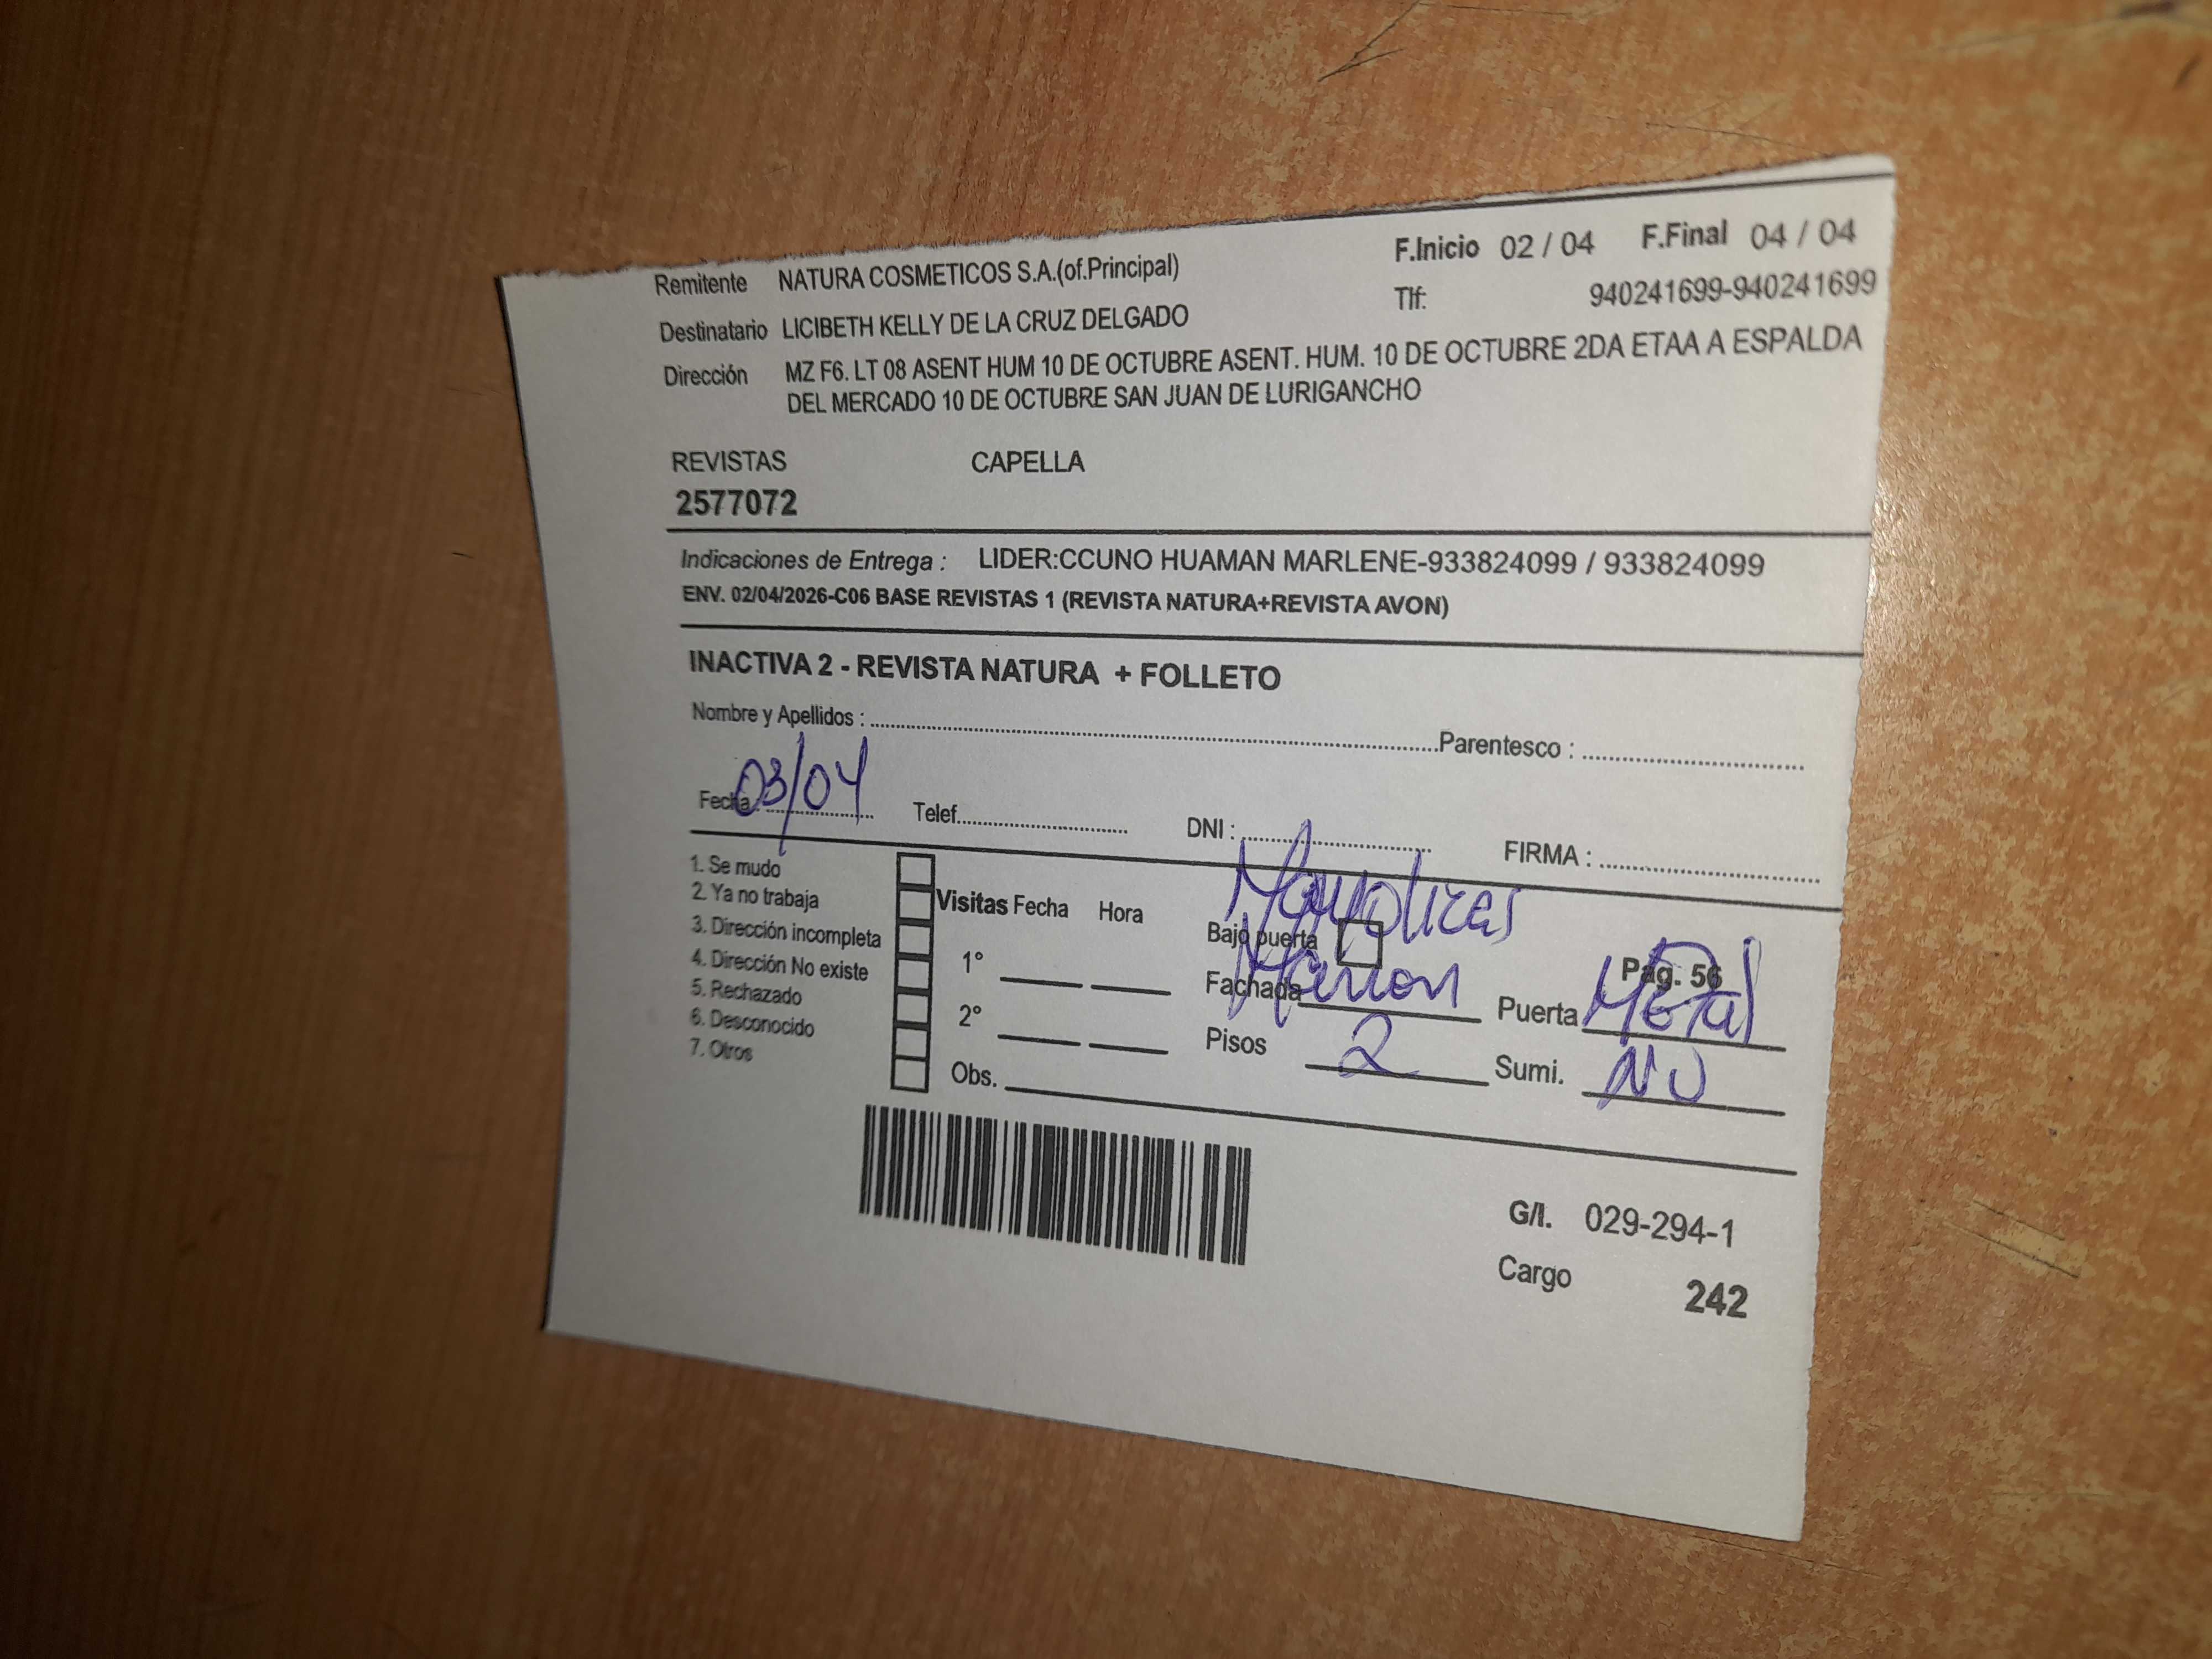 F.Inicio 02 / 04 F.Final 04 / 04
Remitente NATURA COSMETICOS S.A.(of.Principal)
Tlf: 940241699-940241699
Destinatario LICIBETH KELLY DE LA CRUZ DELGADO
Dirección MZ F6. LT 08 ASENT HUM 10 DE OCTUBRE ASENT. HUM. 10 DE OCTUBRE 2DA ETAA A ESPALDA
DEL MERCADO 10 DE OCTUBRE SAN JUAN DE LURIGANCHO
REVISTAS CAPELLA
2577072
Indicaciones de Entrega : LIDER:CCUNO HUAMAN MARLENE-933824099 / 933824099
ENV. 02/04/2026-C06 BASE REVISTAS 1 (REVISTA NATURA+REVISTA AVON)
INACTIVA 2 - REVISTA NATURA + FOLLETO
Nombre y Apellidos : Parentesco :
Fecha : 03/04 Telef. DNI : FIRMA :
1. Se mudo
2. Ya no trabaja
3. Dirección incompleta
4. Dirección No existe
5. Rechazado
6. Desconocido
7. Otros
Visitas Fecha Hora
1°
2°
Obs.
Mayolicas
Bajo puerta
Pag. 56
Fachada Marron Puerta Metal
Pisos 2 Sumi. NO
G/I. 029-294-1
Cargo 242